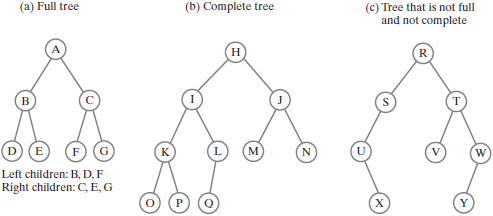 (a) Full tree
(b) Complete tree
(c) Tree that is not full
and not complete
A
B C
D E F G
Left children: B, D, F
Right children: C, E, G
H
I J
K L M N
O P Q
R
S T
U V W
X Y